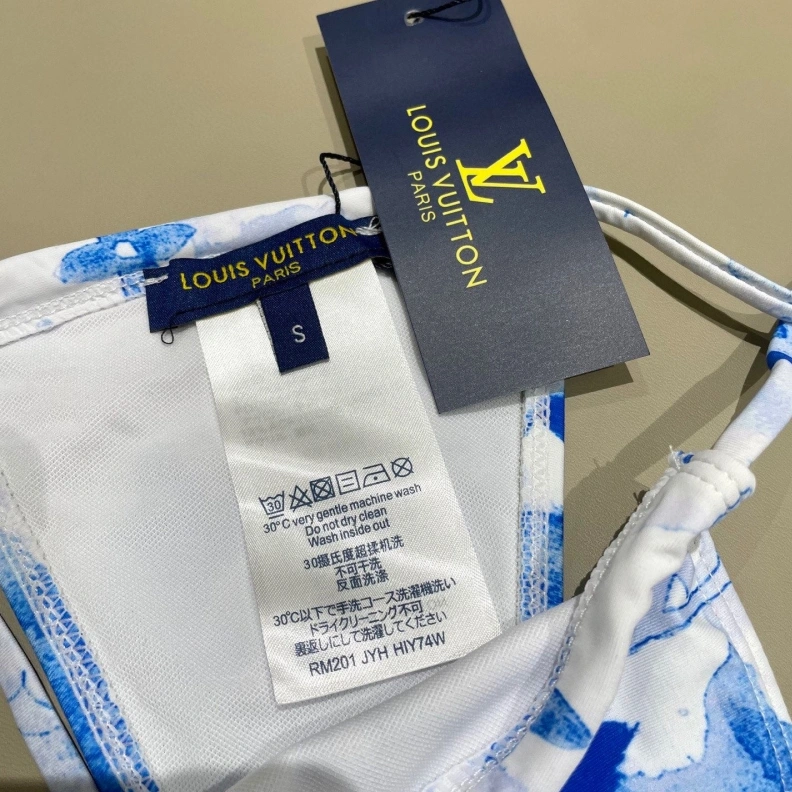 LOUIS VUITTON
PARIS
LV
LOUIS VUITTON
PARIS
S
30
30°C very gentle machine wash
Do not dry clean
Wash inside out
30摄氏度超揉机洗
不可干洗
反面洗涤
30℃以下で手洗コース洗濯機洗い
ドライクリーニング不可
裏返しにして洗濯してください
RM201 JYH HIY74W